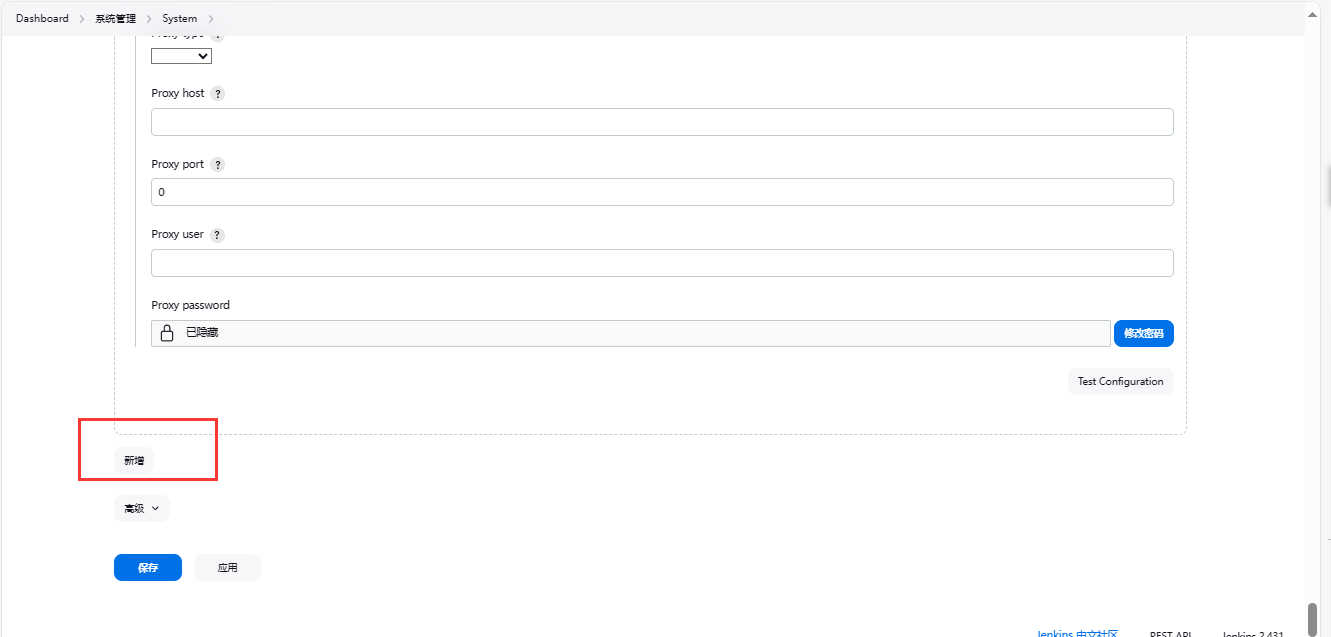 Dashboard > 系统管理 > System >
Proxy type ?
Proxy host ?
Proxy port ?
0
Proxy user ?
Proxy password
已隐藏 修改密码
Test Configuration
新增
高级
保存 应用
Jenkins 中文社区 REST API Jenkins 2.431